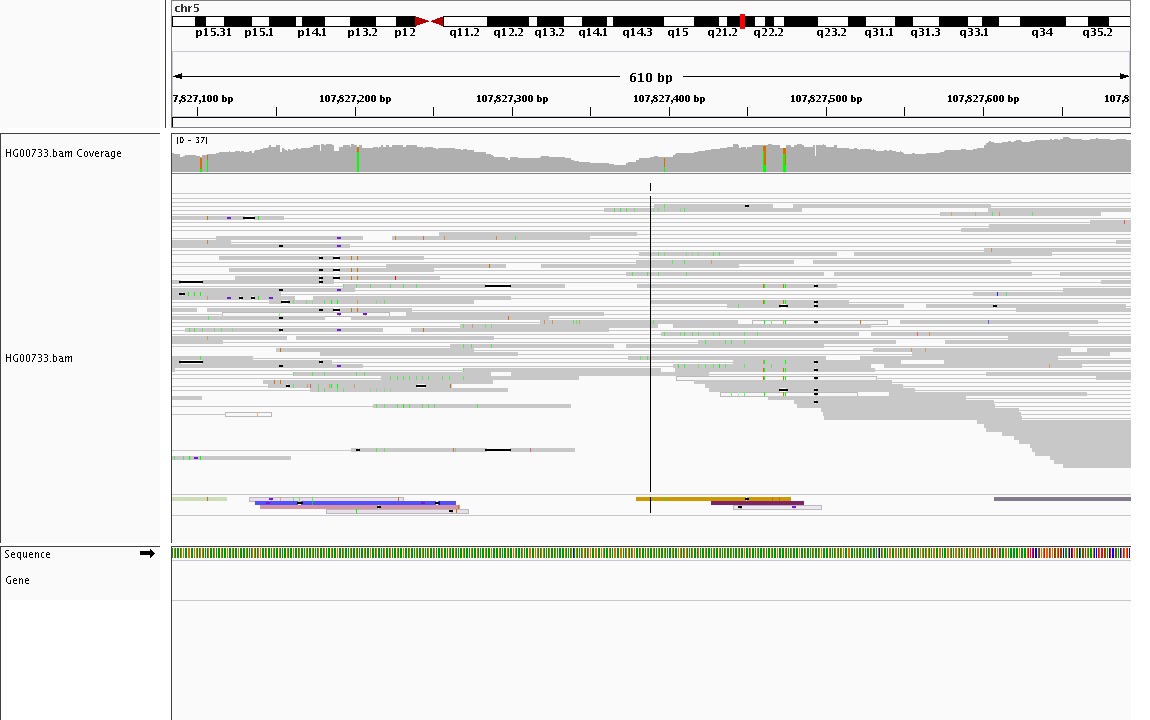 chr5
p15.31 p15.1 p14.1 p13.2 p12 q11.2 q12.2 q13.2 q14.1 q14.3 q15 q21.2 q22.2 q23.2 q31.1 q31.3 q33.1 q34 q35.2
610 bp
7,827,100 bp 107,827,200 bp 107,827,300 bp 107,827,400 bp 107,827,500 bp 107,827,600 bp 107,8
HG00733.bam Coverage
[0 - 37]
HG00733.bam
Sequence
Gene